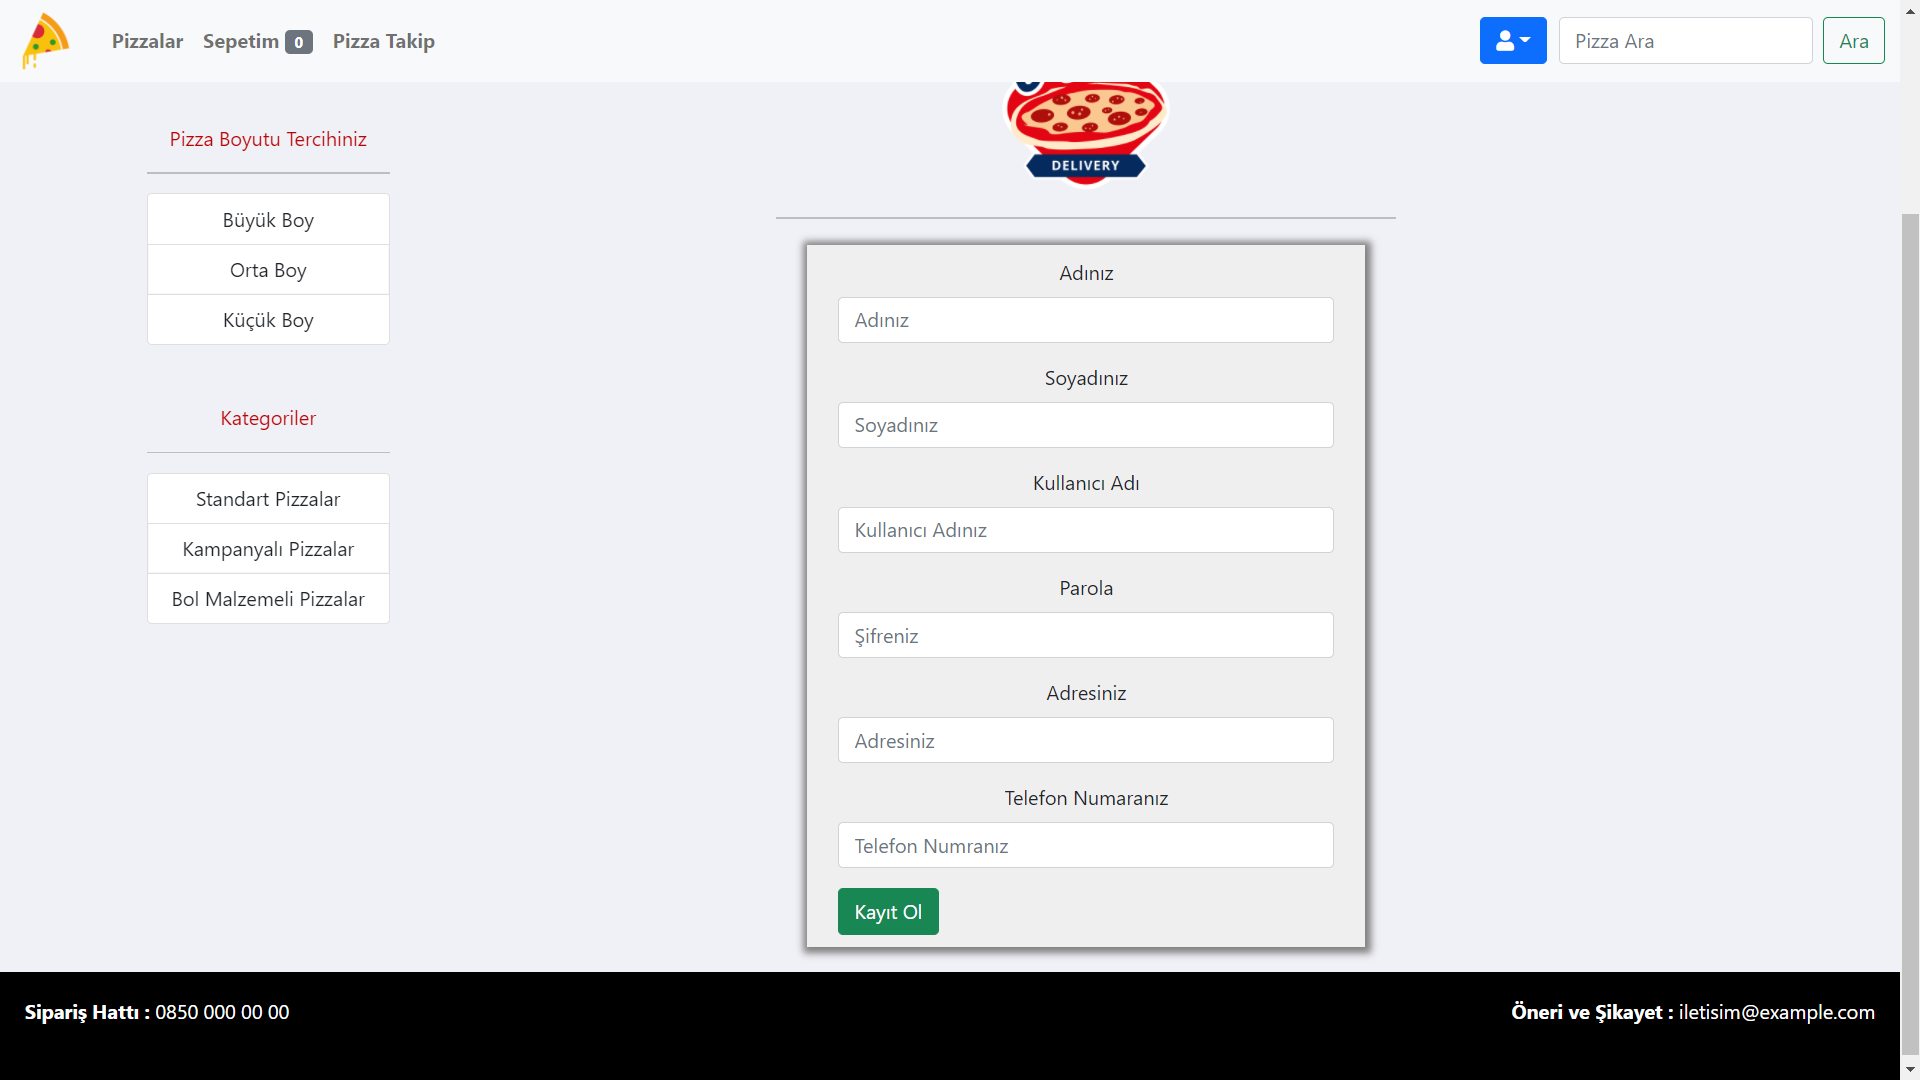 Pizzalar Sepetim 0 Pizza Takip Pizza Ara Ara
Pizza Boyutu Tercihiniz
Büyük Boy
Orta Boy
Küçük Boy
Kategoriler
Standart Pizzalar
Kampanyalı Pizzalar
Bol Malzemeli Pizzalar
DELIVERY
Adınız
Adınız
Soyadınız
Soyadınız
Kullanıcı Adı
Kullanıcı Adınız
Parola
Şifreniz
Adresiniz
Adresiniz
Telefon Numaranız
Telefon Numranız
Kayıt Ol
Sipariş Hattı : 0850 000 00 00
Öneri ve Şikayet : iletisim@example.com